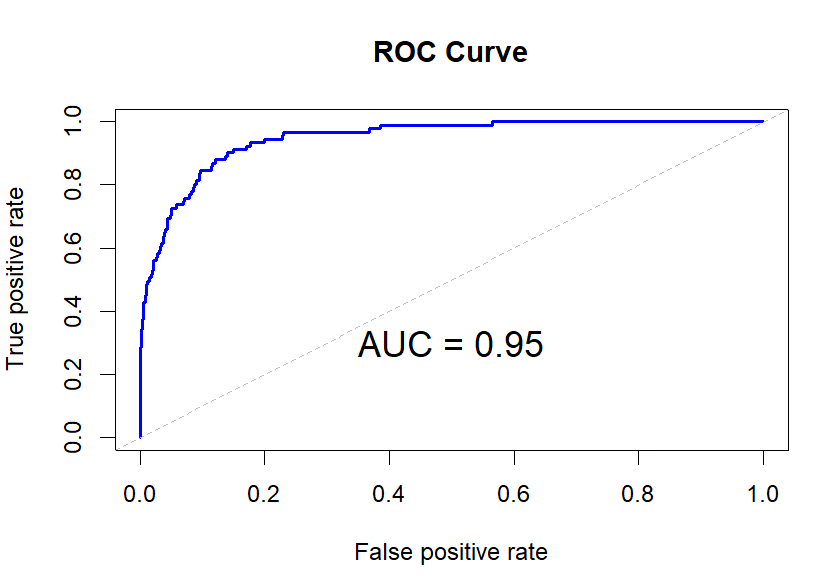 ROC Curve
True positive rate
1.0
0.8
0.6
0.4
0.2
0.0
AUC = 0.95
0.0 0.2 0.4 0.6 0.8 1.0
False positive rate